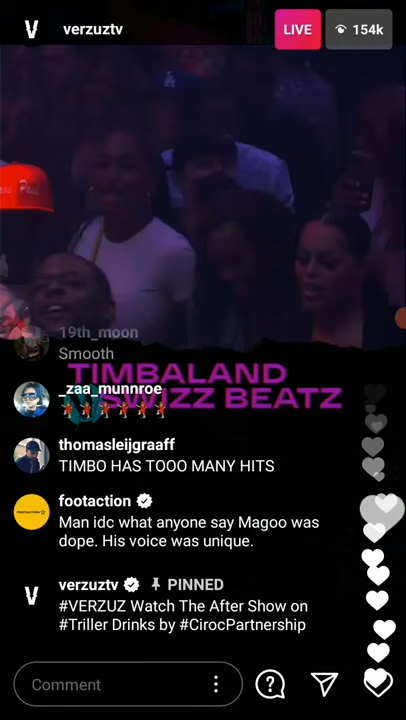 verzuztv
LIVE
154k
19th_moon
Smooth
TIMBALAND
_zaa_munnroe
SWIZZ BEATZ
thomasleijgraaff
TIMBO HAS TOOO MANY HITS
footaction
Man idc what anyone say Magoo was
dope. His voice was unique.
verzuztv PINNED
#VERZUZ Watch The After Show on
#Triller Drinks by #CirocPartnership
Comment